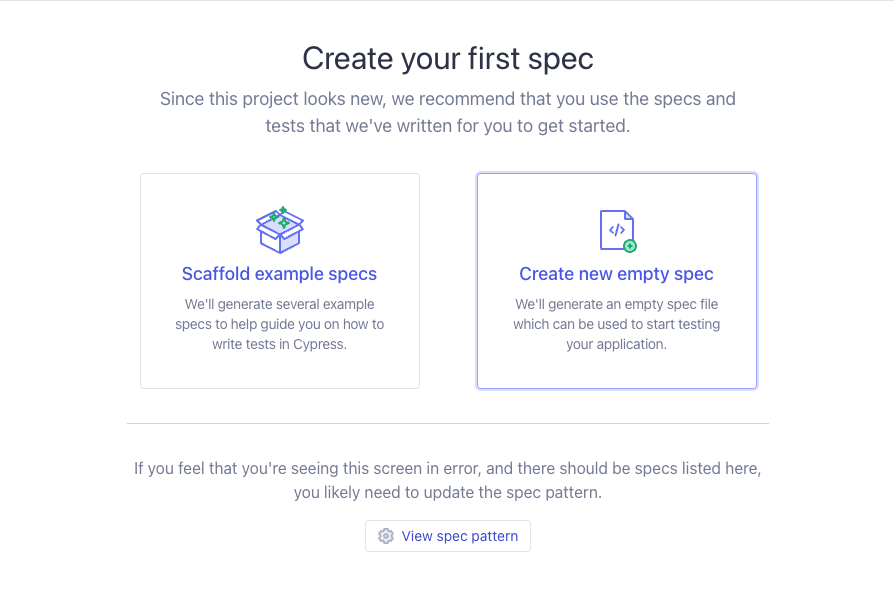 Create your first spec
Since this project looks new, we recommend that you use the specs and
tests that we've written for you to get started.
Scaffold example specs
We'll generate several example
specs to help guide you on how to
write tests in Cypress.
</>
Create new empty spec
We'll generate an empty spec file
which can be used to start testing
your application.
If you feel that you're seeing this screen in error, and there should be specs listed here,
you likely need to update the spec pattern.
View spec pattern